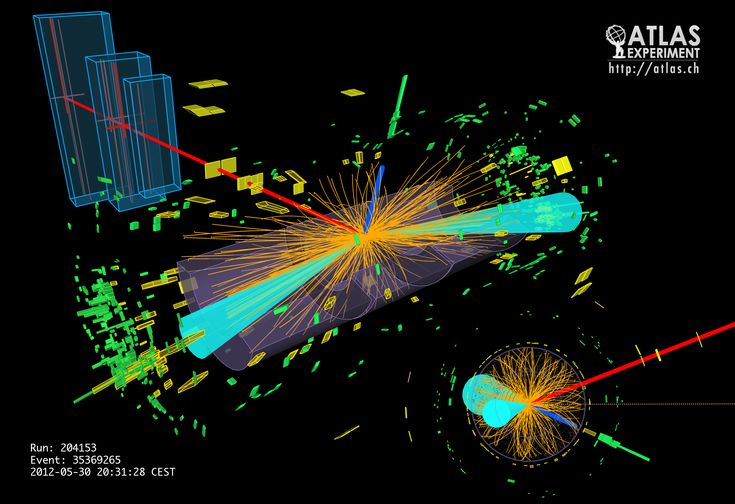 ATLAS
EXPERIMENT
http://atlas.ch
Run: 204153
Event: 35369265
2012-05-30 20:31:28 CEST